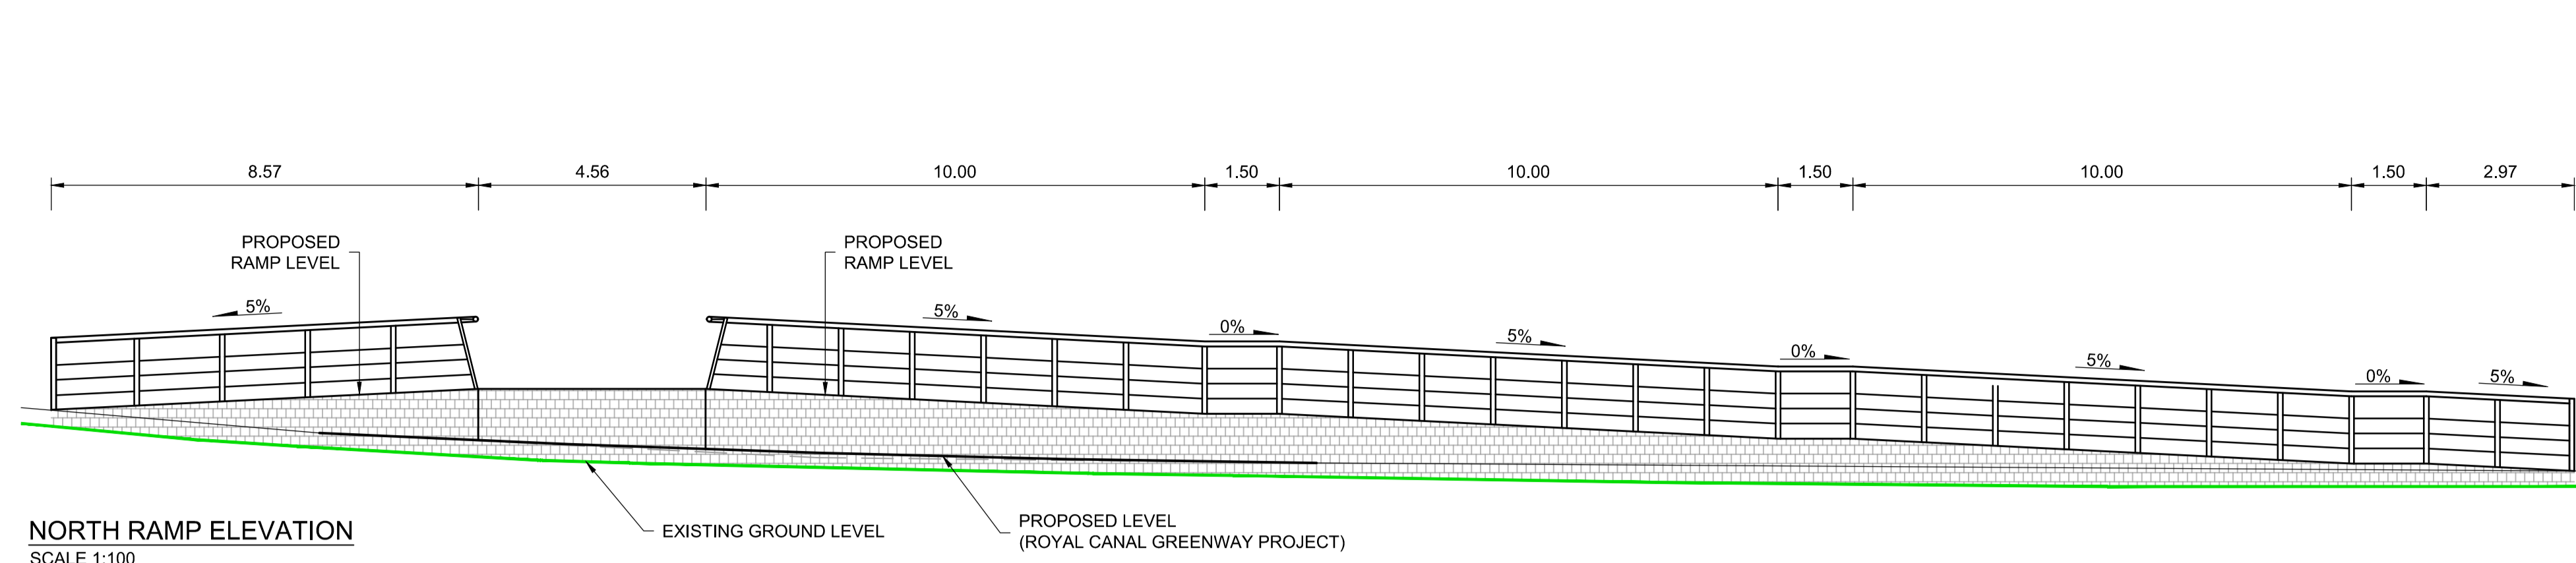 8.57 4.56 10.00 1.50 10.00 1.50 10.00 1.50 2.97
PROPOSED
RAMP LEVEL
PROPOSED
RAMP LEVEL
5% 5% 0% 5% 0% 5% 0% 5%
EXISTING GROUND LEVEL
PROPOSED LEVEL
(ROYAL CANAL GREENWAY PROJECT)
NORTH RAMP ELEVATION
SCALE 1:100